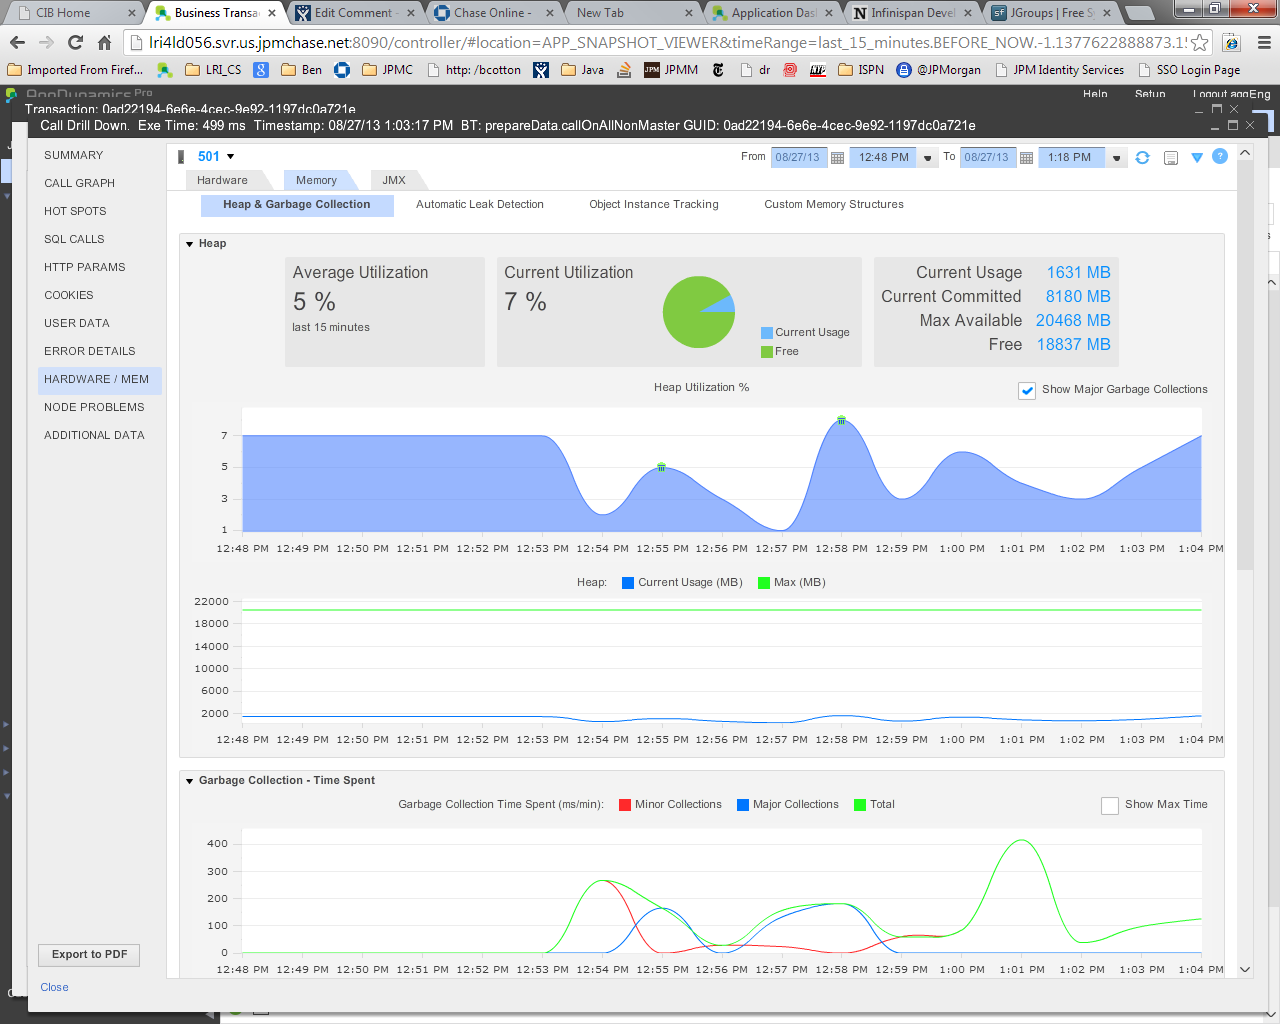 CIB Home
Business Transa
Edit Comment -
Chase Online -
New Tab
Application Das
Infinispan Devel
JGroups | Free S
lri4ld056.svr.us.jpmchase.net:8090/controller/#location=APP_SNAPSHOT_VIEWER&timeRange=last_15_minutes.BEFORE_NOW.-1.1377622888873.15
Imported From Firef...
LRI_CS
Ben
JPMC
http: /bcotton
Java
JPMM
dr
ISPN
@JPMorgan
JPM Identity Services
SSO Login Page
AppDynamics Pro
Help Setup Logout aggEng
Transaction: 0ad22194-6e6e-4cec-9e92-1197dc0a721e
Call Drill Down. Exe Time: 499 ms Timestamp: 08/27/13 1:03:17 PM BT: prepareData.callOnAllNonMaster GUID: 0ad22194-6e6e-4cec-9e92-1197dc0a721e
SUMMARY
CALL GRAPH
HOT SPOTS
SQL CALLS
HTTP PARAMS
COOKIES
USER DATA
ERROR DETAILS
HARDWARE / MEM
NODE PROBLEMS
ADDITIONAL DATA
Export to PDF
Close
501
From 08/27/13 12:48 PM To 08/27/13 1:18 PM
Hardware Memory JMX
Heap & Garbage Collection Automatic Leak Detection Object Instance Tracking Custom Memory Structures
Heap
Average Utilization
5 %
last 15 minutes
Current Utilization
7 %
Current Usage
Free
Current Usage 1631 MB
Current Committed 8180 MB
Max Available 20468 MB
Free 18837 MB
Heap Utilization %
Show Major Garbage Collections
7
5
3
1
12:48 PM 12:49 PM 12:50 PM 12:51 PM 12:52 PM 12:53 PM 12:54 PM 12:55 PM 12:56 PM 12:57 PM 12:58 PM 12:59 PM 1:00 PM 1:01 PM 1:02 PM 1:03 PM 1:04 PM
Heap: Current Usage (MB) Max (MB)
22000
18000
14000
10000
6000
2000
12:48 PM 12:49 PM 12:50 PM 12:51 PM 12:52 PM 12:53 PM 12:54 PM 12:55 PM 12:56 PM 12:57 PM 12:58 PM 12:59 PM 1:00 PM 1:01 PM 1:02 PM 1:03 PM 1:04 PM
Garbage Collection - Time Spent
Garbage Collection Time Spent (ms/min): Minor Collections Major Collections Total
Show Max Time
400
300
200
100
0
12:48 PM 12:49 PM 12:50 PM 12:51 PM 12:52 PM 12:53 PM 12:54 PM 12:55 PM 12:56 PM 12:57 PM 12:58 PM 12:59 PM 1:00 PM 1:01 PM 1:02 PM 1:03 PM 1:04 PM